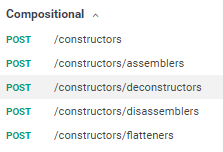 Compositional
POST /constructors
POST /constructors/assemblers
POST /constructors/deconstructors
POST /constructors/disassemblers
POST /constructors/flatteners